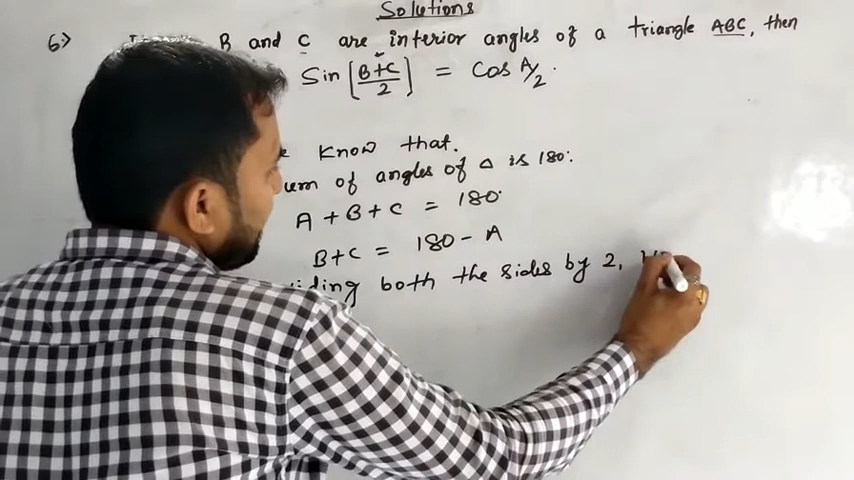 Solutions
6> B and C are interior angles of a triangle ABC, then
Sin [B+C/2] = Cos A/2.
Know that.
of angles of Δ is 180.
A + B + C = 180.
B+C = 180 - A
both the sides by 2,